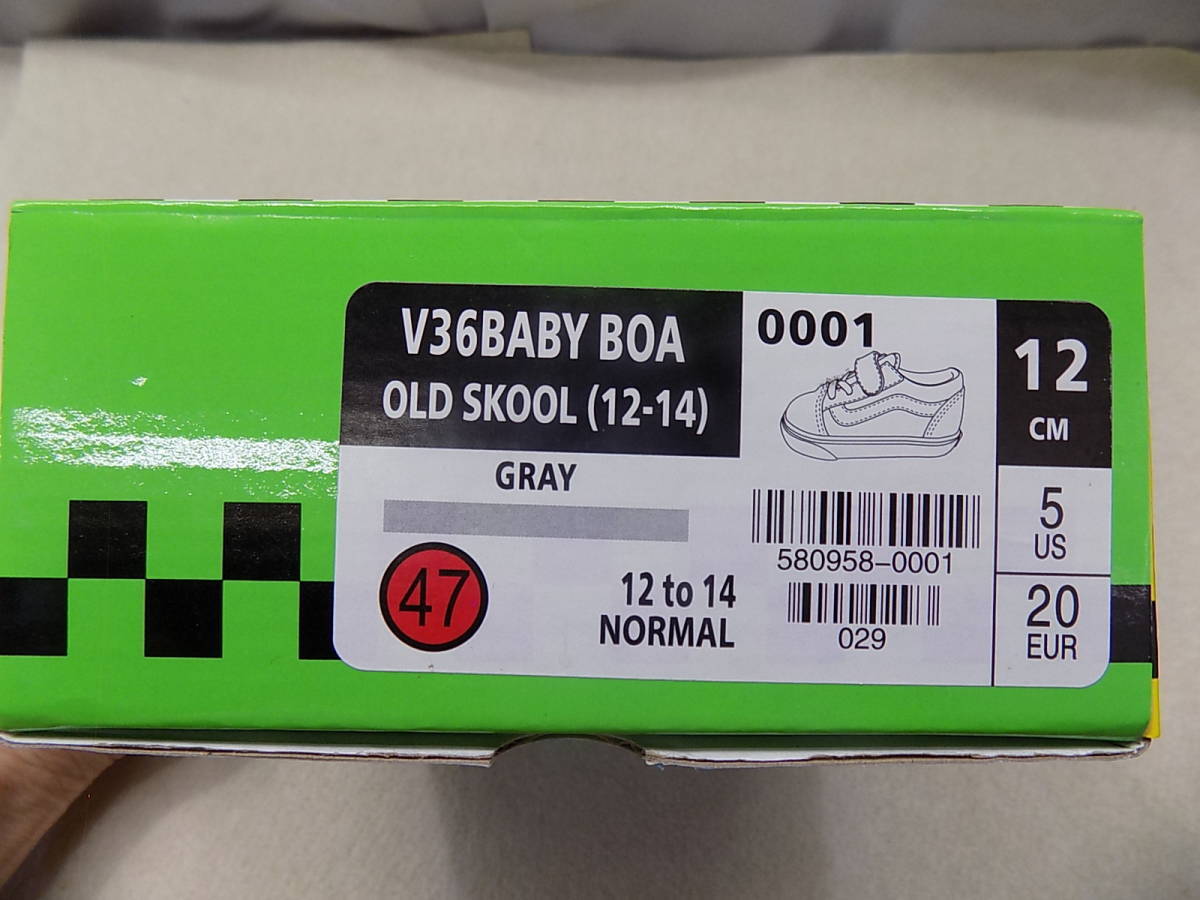 V36BABY BOA
OLD SKOOL (12-14)
GRAY
47
12 to 14
NORMAL
0001
580958-0001
029
12
CM
5
US
20
EUR